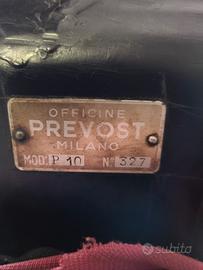 OFFICINE
PREVOST
MILANO
MOD. P 10 N° 327
subito